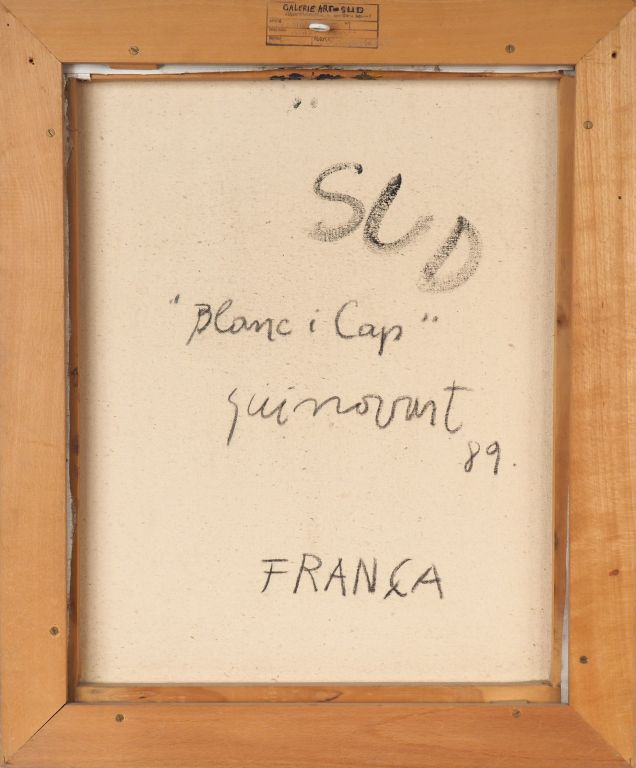 GALERIE ART-SUD
SUD
"Blanc i Cap"
guinovart
89.
FRANÇA